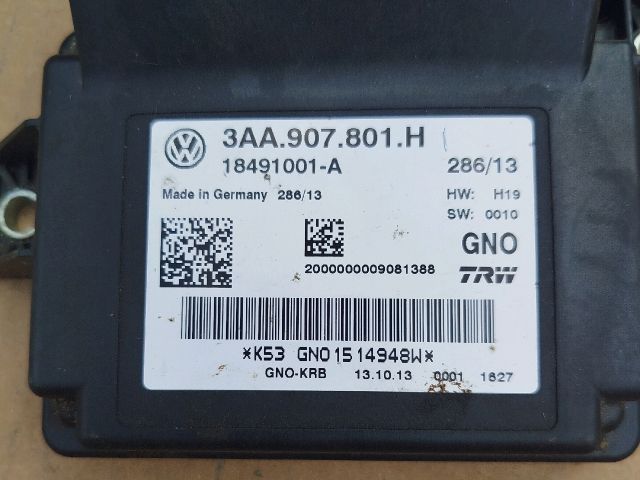 3AA.907.801.H
18491001-A 286/13
Made in Germany 286/13 HW: H19
SW: 0010
GNO
2000000009081388 TRW
*K53 GNO1514948W*
GNO-KRB 13.10.13 0001 1627